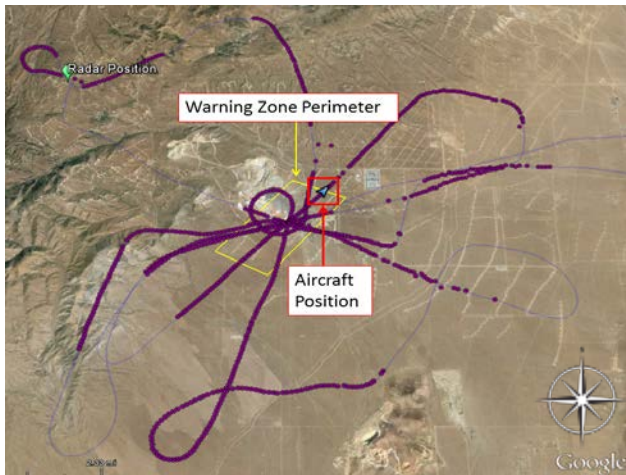 Radar Position
Warning Zone Perimeter
Aircraft
Position
Google